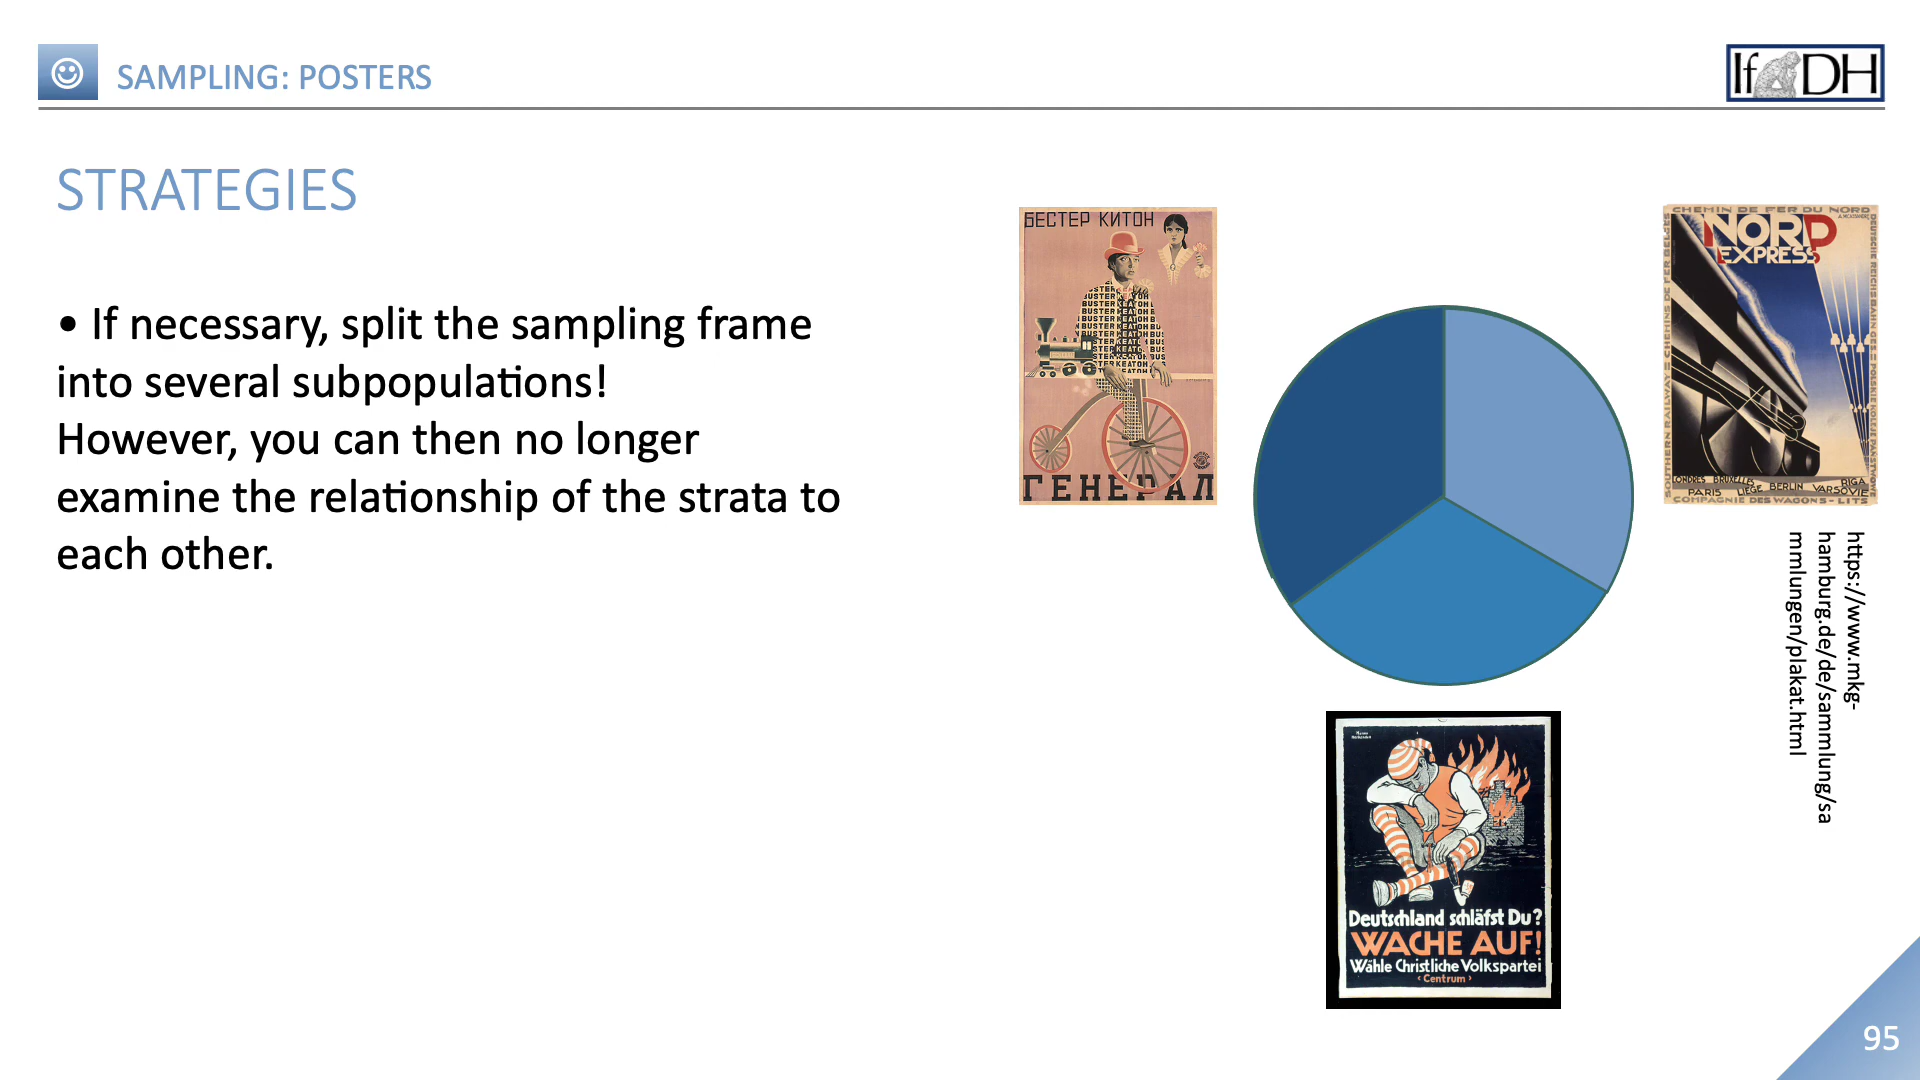 SAMPLING: POSTERS
IfDH
STRATEGIES
• If necessary, split the sampling frame
into several subpopulations!
However, you can then no longer
examine the relationship of the strata to
each other.
БЕСТЕР КИТОН
ГЕНЕРАЛ
CHEMIN DE FER DU NORD
NORD
EXPRESS
LONDRES BRUXELLES RIGA
PARIS LIÈGE BERLIN VARSOVIE
COMPAGNIE DES WAGONS-LITS
https://www.mkg-
hamburg.de/de/sammlung/sa
mmlungen/plakat.html
Deutschland schläfst Du?
WACHE AUF!
Wähle Christliche Volkspartei
‹Centrum›
95